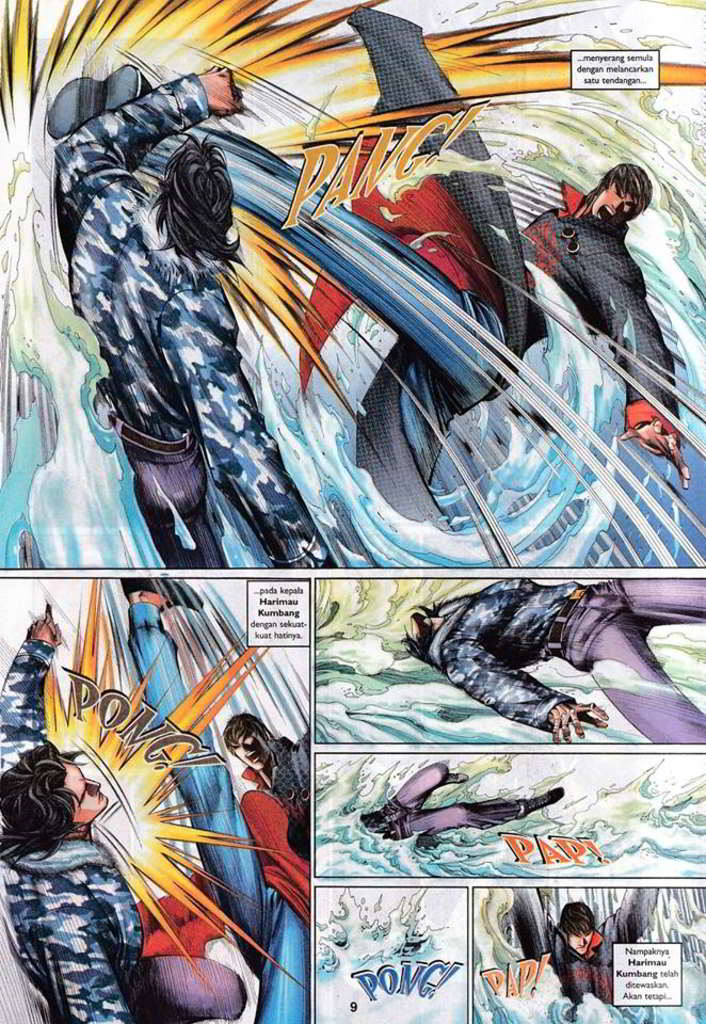 ...menyerang semula
dengan melancarkan
satu tendangan...
PANG!
...pada kepala
Harimau
Kumbang
dengan sekuat-
kuat hatinya.
PONG!
PAP!
PONG!
PAP!
Nampaknya
Harimau
Kumbang telah
ditewaskan.
Akan tetapi...
9